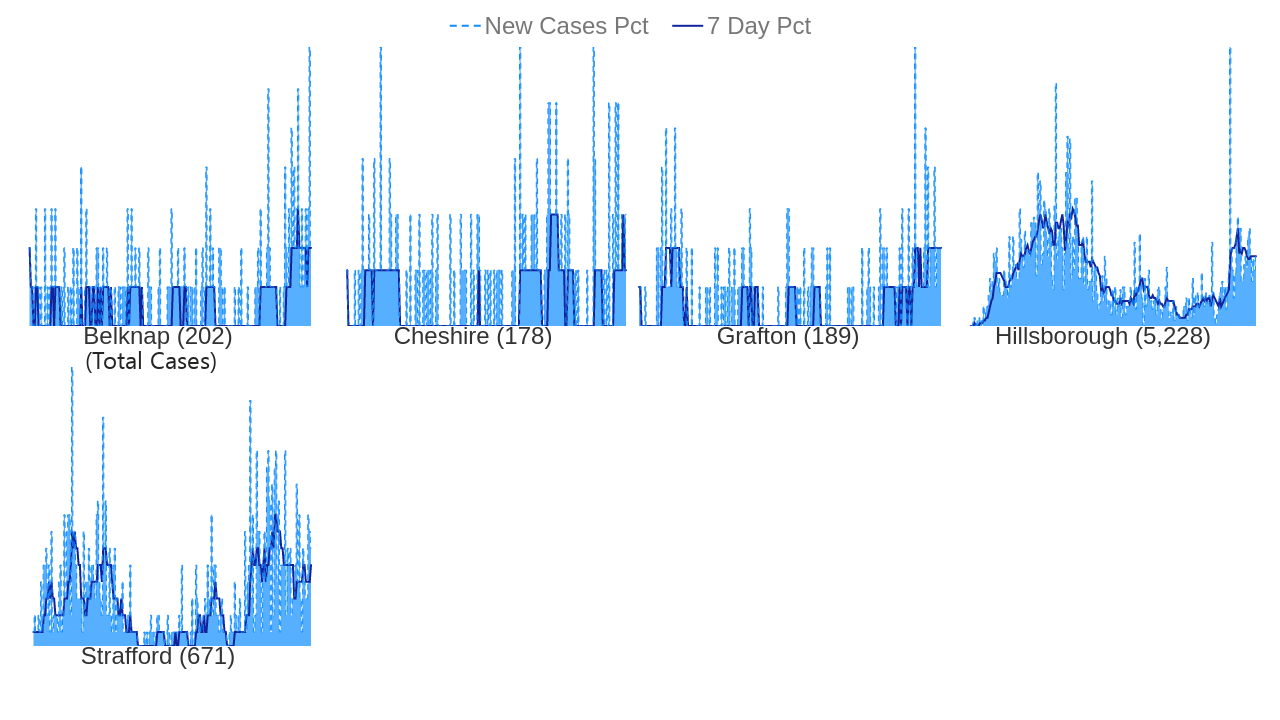 New Cases Pct 7 Day Pct
Belknap (202) Cheshire (178) Grafton (189) Hillsborough (5,228)
(Total Cases)
Strafford (671)